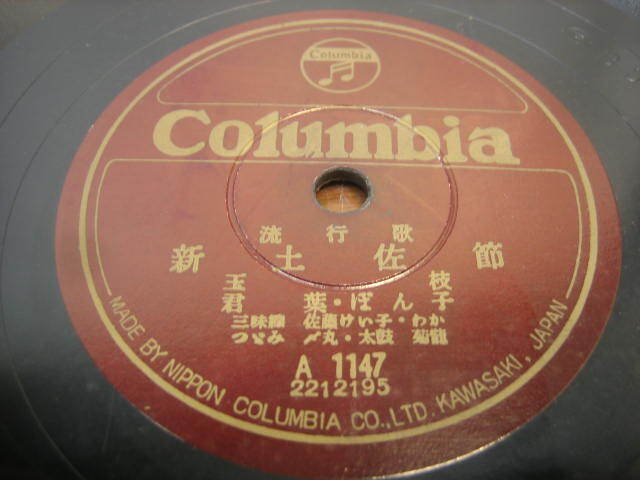 Columbia
Columbia
流行歌
新土佐節
玉枝
君葉・ぽん子
三味線 佐藤けい子・わか
つゞみ 〆丸・太鼓 菊龍
A 1147
2212195
MADE BY NIPPON COLUMBIA CO., LTD. KAWASAKI, JAPAN